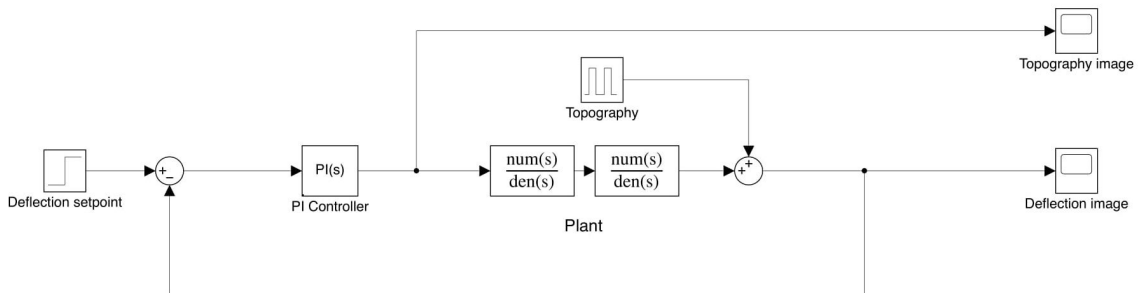 Topography image
Topography
Deflection setpoint
+
−
PI(s)
PI Controller
num(s)
den(s)
num(s)
den(s)
Plant
+
+
Deflection image